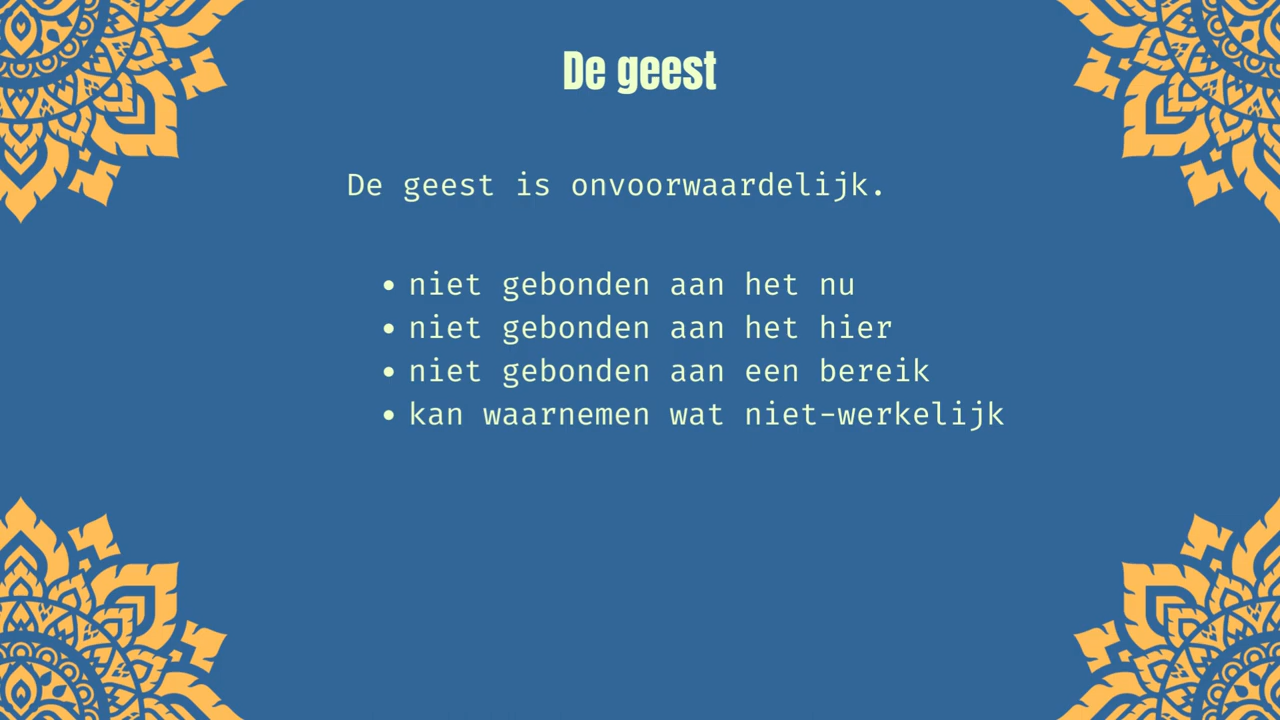 De geest
De geest is onvoorwaardelijk.
• niet gebonden aan het nu
• niet gebonden aan het hier
• niet gebonden aan een bereik
• kan waarnemen wat niet-werkelijk